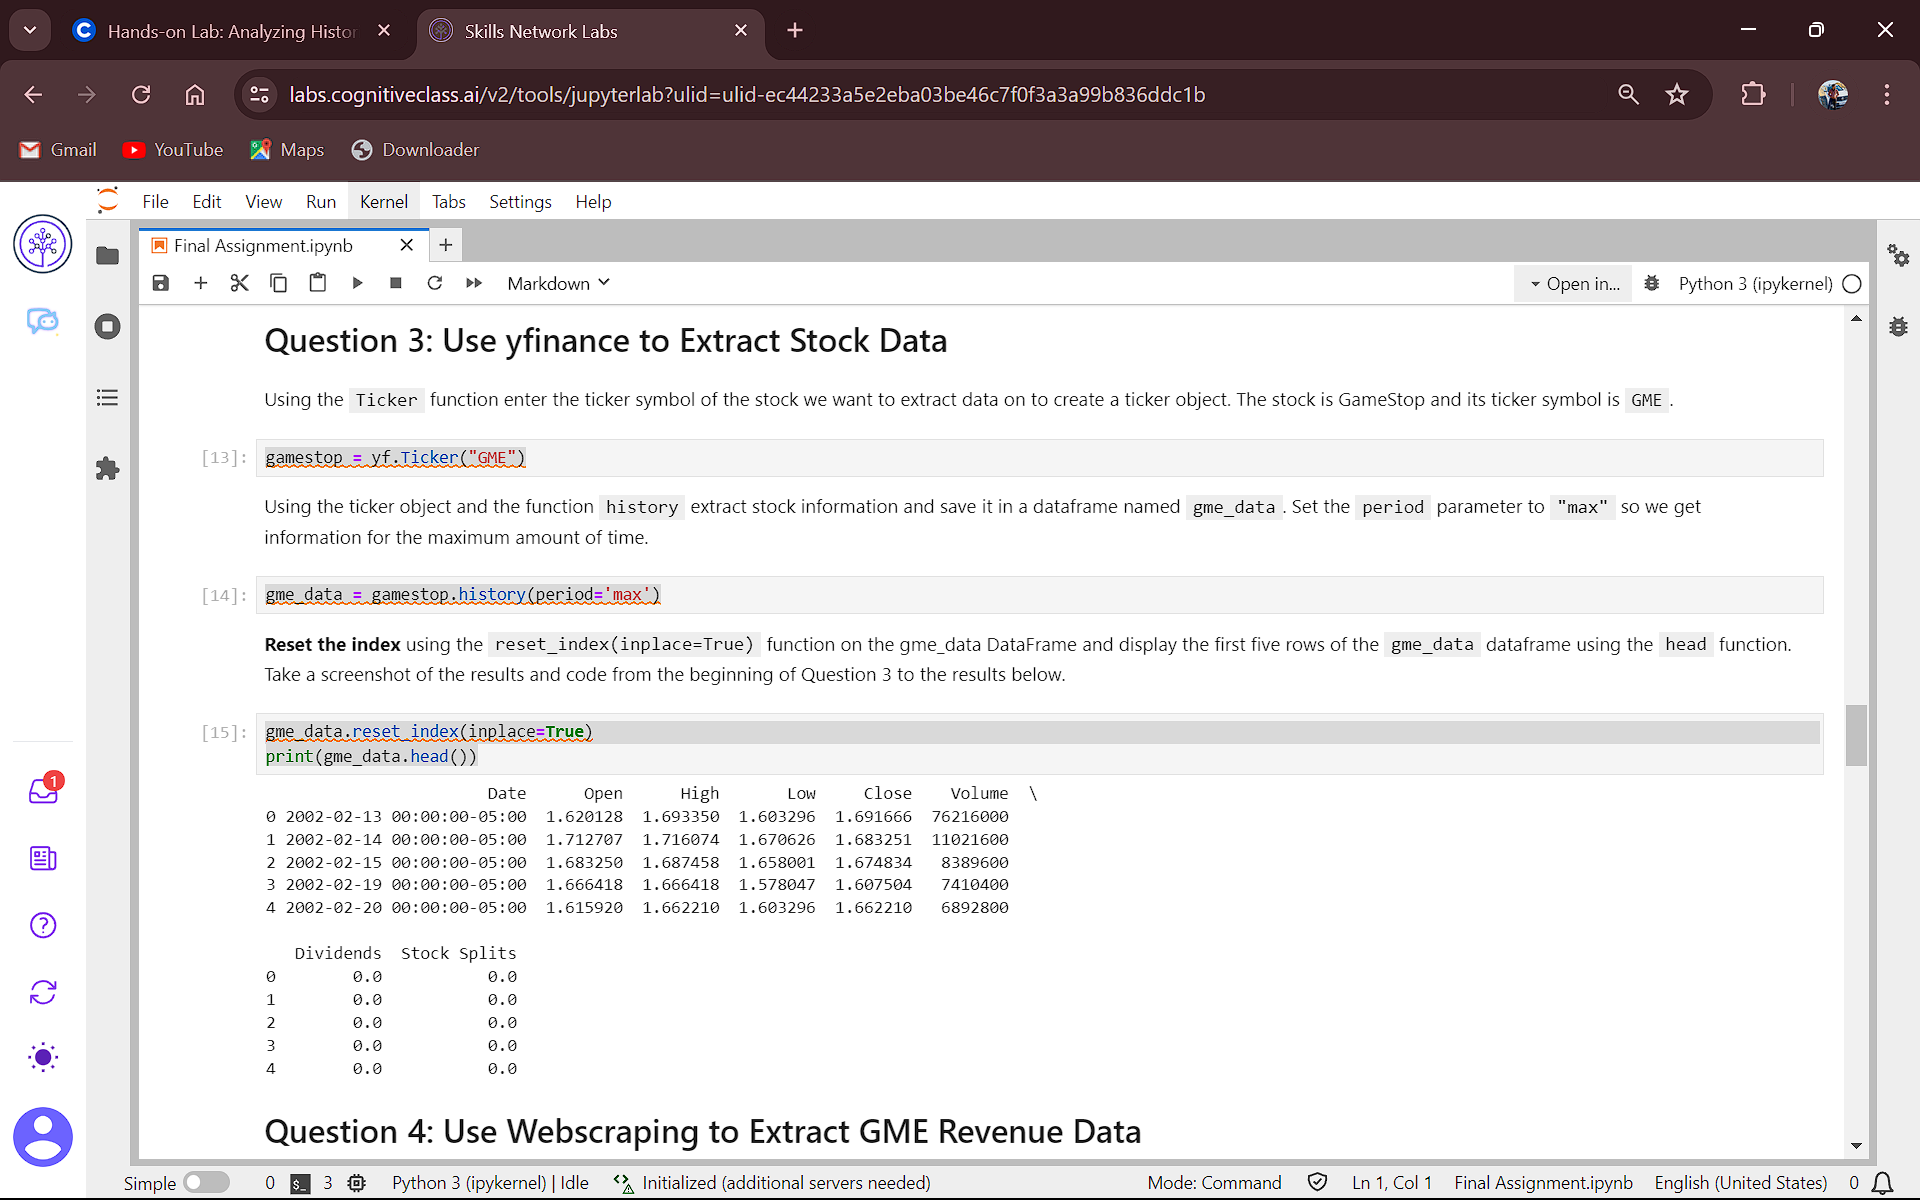 Hands-on Lab: Analyzing Histor
Skills Network Labs
labs.cognitiveclass.ai/v2/tools/jupyterlab?ulid=ulid-ec44233a5e2eba03be46c7f0f3a3a99b836ddc1b
Gmail YouTube Maps Downloader
File Edit View Run Kernel Tabs Settings Help
Final Assignment.ipynb
Markdown Open in... Python 3 (ipykernel)
Question 3: Use yfinance to Extract Stock Data
Using the Ticker function enter the ticker symbol of the stock we want to extract data on to create a ticker object. The stock is GameStop and its ticker symbol is GME .
[13]: gamestop = yf.Ticker("GME")
Using the ticker object and the function history extract stock information and save it in a dataframe named gme_data . Set the period parameter to "max" so we get
information for the maximum amount of time.
[14]: gme_data = gamestop.history(period='max')
Reset the index using the reset_index(inplace=True) function on the gme_data DataFrame and display the first five rows of the gme_data dataframe using the head function.
Take a screenshot of the results and code from the beginning of Question 3 to the results below.
[15]: gme_data.reset_index(inplace=True)
print(gme_data.head())
Date Open High Low Close Volume \
0 2002-02-13 00:00:00-05:00 1.620128 1.693350 1.603296 1.691666 76216000
1 2002-02-14 00:00:00-05:00 1.712707 1.716074 1.670626 1.683251 11021600
2 2002-02-15 00:00:00-05:00 1.683250 1.687458 1.658001 1.674834 8389600
3 2002-02-19 00:00:00-05:00 1.666418 1.666418 1.578047 1.607504 7410400
4 2002-02-20 00:00:00-05:00 1.615920 1.662210 1.603296 1.662210 6892800
Dividends Stock Splits
0 0.0 0.0
1 0.0 0.0
2 0.0 0.0
3 0.0 0.0
4 0.0 0.0
Question 4: Use Webscraping to Extract GME Revenue Data
1
Simple 0 $_ 3 Python 3 (ipykernel) | Idle Initialized (additional servers needed) Mode: Command Ln 1, Col 1 Final Assignment.ipynb English (United States) 0